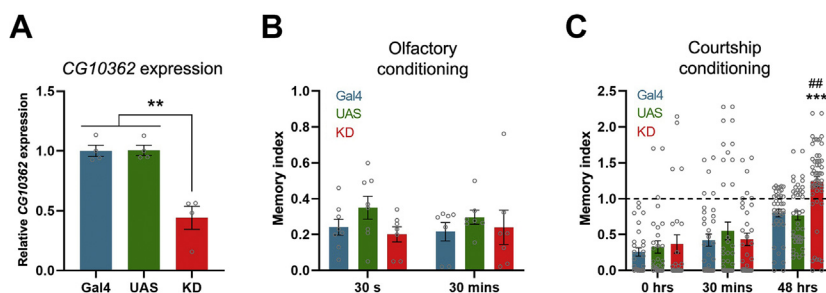 A
CG10362 expression
Relative CG10362 expression
1.5
1.0
0.5
0.0
**
Gal4 UAS KD
B
Olfactory
conditioning
Memory index
1.0
0.8
0.6
0.4
0.2
0.0
Gal4
UAS
KD
30 s 30 mins
C
Courtship
conditioning
Memory index
2.5
2.0
1.5
1.0
0.5
0.0
Gal4
UAS
KD
##
***
0 hrs 30 mins 48 hrs